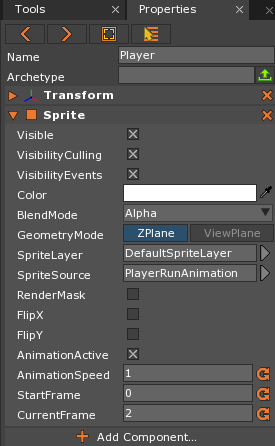 Tools Properties
Name Player
Archetype
Transform
Sprite
Visible
VisibilityCulling
VisibilityEvents
Color
BlendMode Alpha
GeometryMode ZPlane ViewPlane
SpriteLayer DefaultSpriteLayer
SpriteSource PlayerRunAnimation
RenderMask
FlipX
FlipY
AnimationActive
AnimationSpeed 1
StartFrame 0
CurrentFrame 2
Add Component...